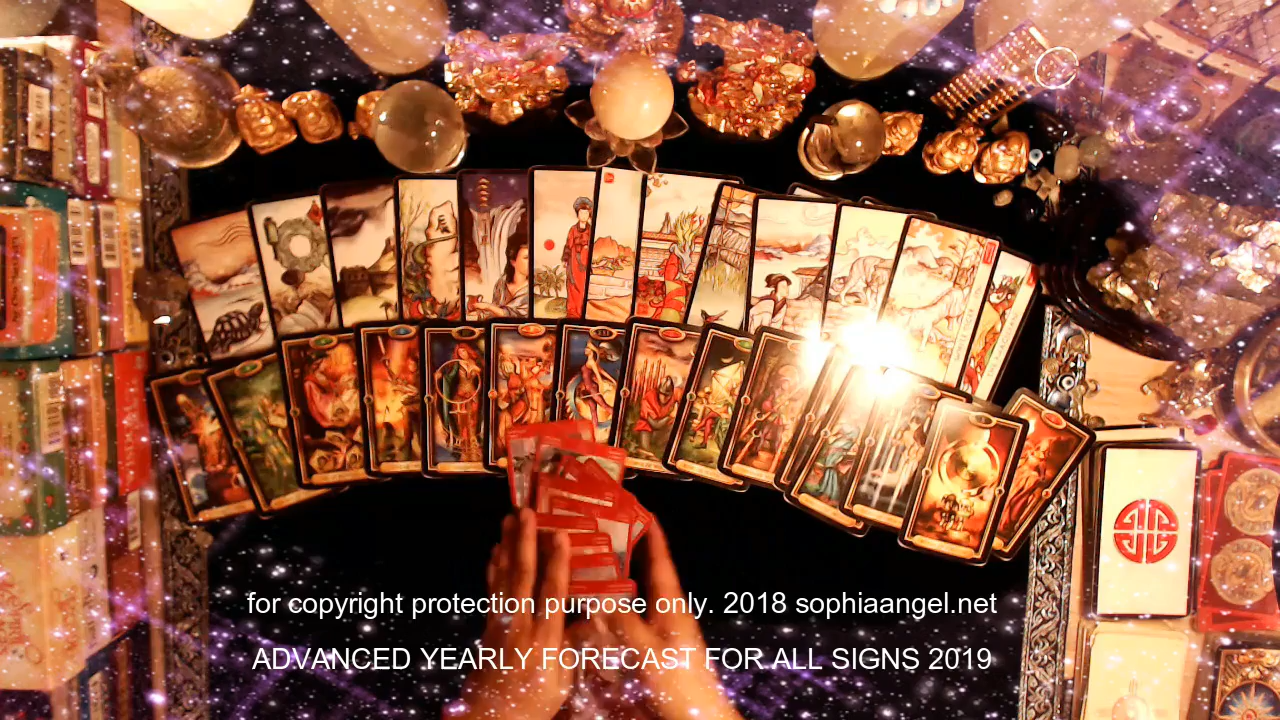 for copyright protection purpose only. 2018 sophiaangel.net
ADVANCED YEARLY FORECAST FOR ALL SIGNS 2019